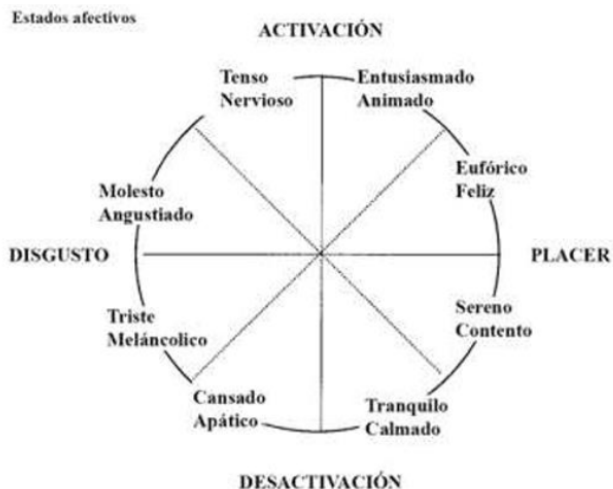 Estados afectivos
ACTIVACIÓN
Tenso
Nervioso
Entusiasmado
Animado
Molesto
Angustiado
Eufórico
Feliz
DISGUSTO
PLACER
Triste
Meláncolico
Sereno
Contento
Cansado
Apático
Tranquilo
Calmado
DESACTIVACIÓN